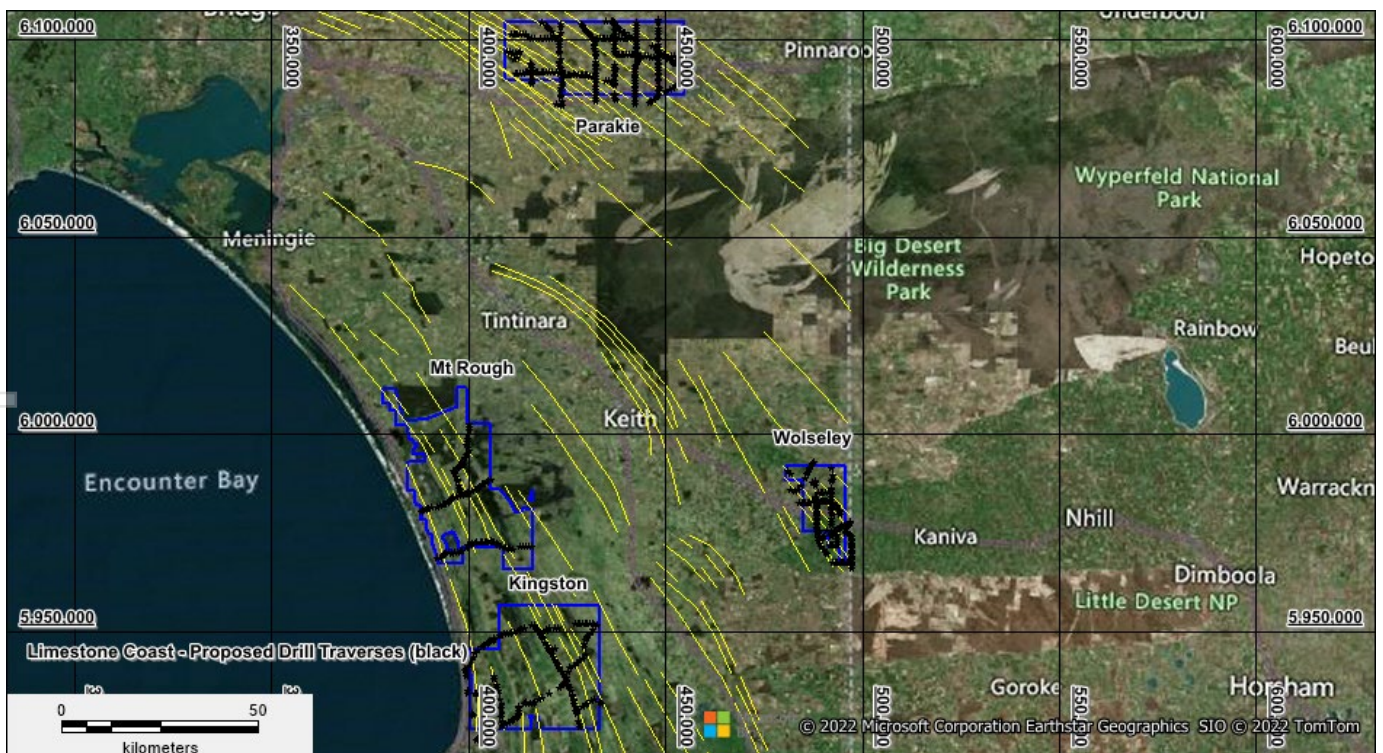 6,100,000
350,000
400,000
450,000
Pinnaroo
500,000
550,000
600,000
6,100,000
Parakie
Wyperfeld National
Park
6,050,000
Meningie
6,050,000
Big Desert
Wilderness
Park
Hopeto
Tintinara
Rainbow
Beul
Mt Rough
6,000,000
Keith
Wolseley
6,000,000
Encounter Bay
Warrackn
Nhill
Kaniva
Kingston
Dimboola
Little Desert NP
5,950,000
5,950,000
Limestone Coast - Proposed Drill Traverses (black)
Goroke
Horsham
400,000
450,000
500,000
550,000
600,000
0
50
kilometers
© 2022 Microsoft Corporation Earthstar Geographics SIO © 2022 TomTom